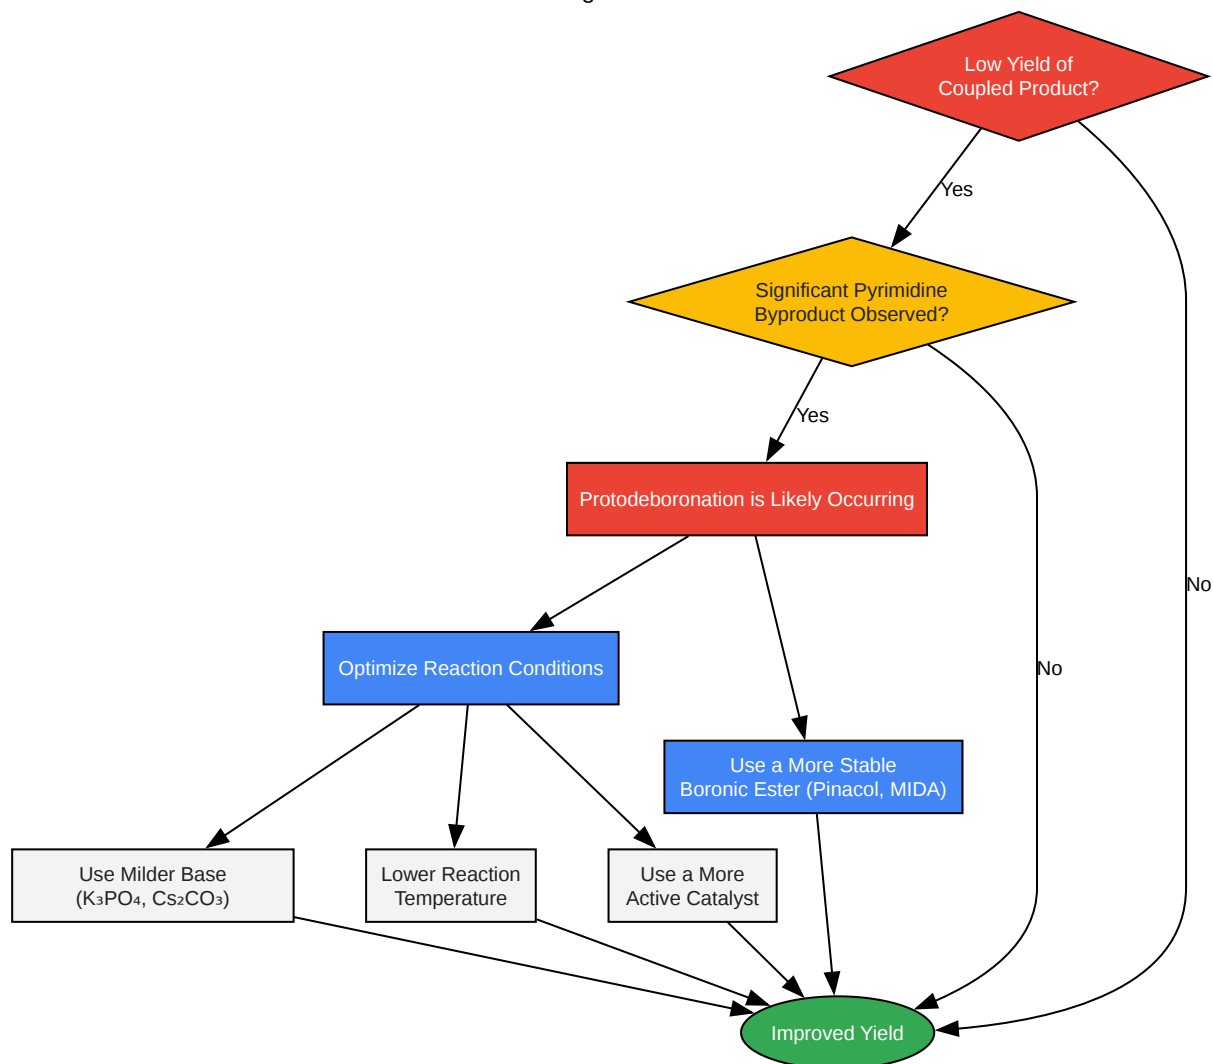 Low Yield of
Coupled Product?
Yes
Significant Pyrimidine
Byproduct Observed?
Yes
Protodeboronation is Likely Occurring
No
Optimize Reaction Conditions
No
Use a More Stable
Boronic Ester (Pinacol, MIDA)
Use Milder Base
(K₃PO₄, Cs₂CO₃)
Lower Reaction
Temperature
Use a More
Active Catalyst
Improved Yield